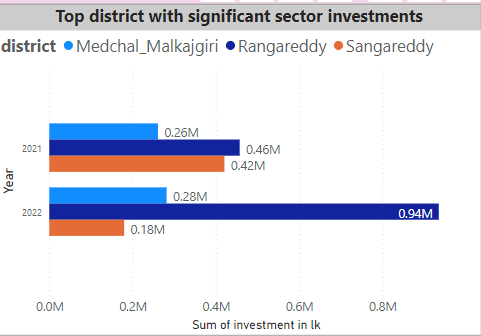 Top district with significant sector investments
district Medchal_Malkajgiri Rangareddy Sangareddy
Year
2021
0.26M
0.46M
0.42M
2022
0.28M
0.94M
0.18M
0.0M 0.2M 0.4M 0.6M 0.8M
Sum of investment in lk